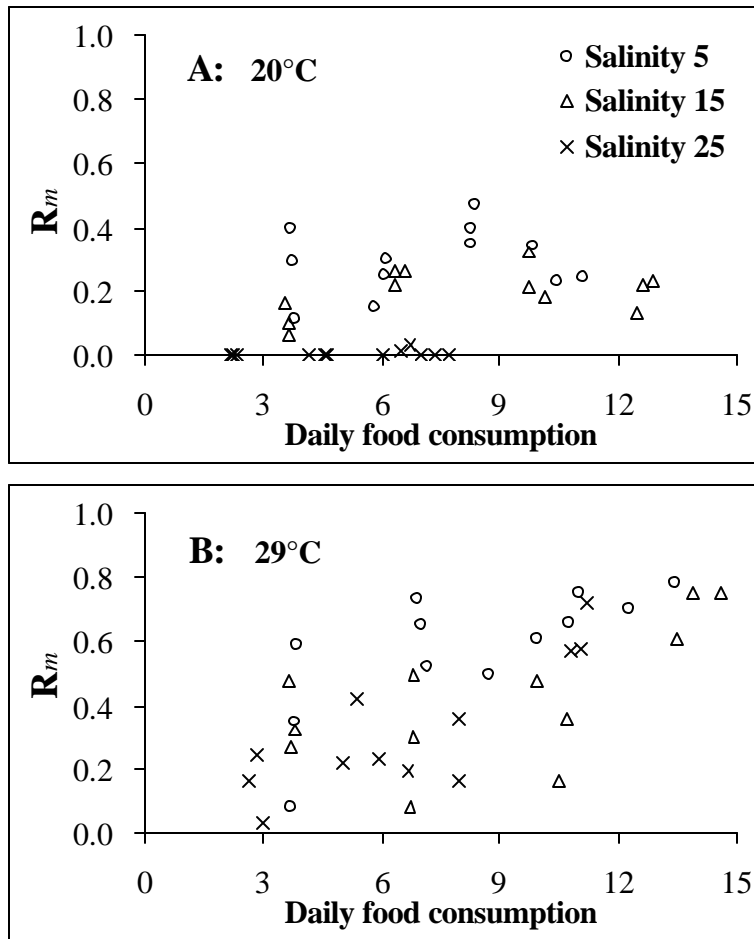 1.0
A: 20°C
Salinity 5
0.8
Salinity 15
0.6
Salinity 25
Rm
0.4
0.2
0.0
0 3 6 9 12 15
Daily food consumption
1.0
B: 29°C
0.8
0.6
Rm
0.4
0.2
0.0
0 3 6 9 12 15
Daily food consumption